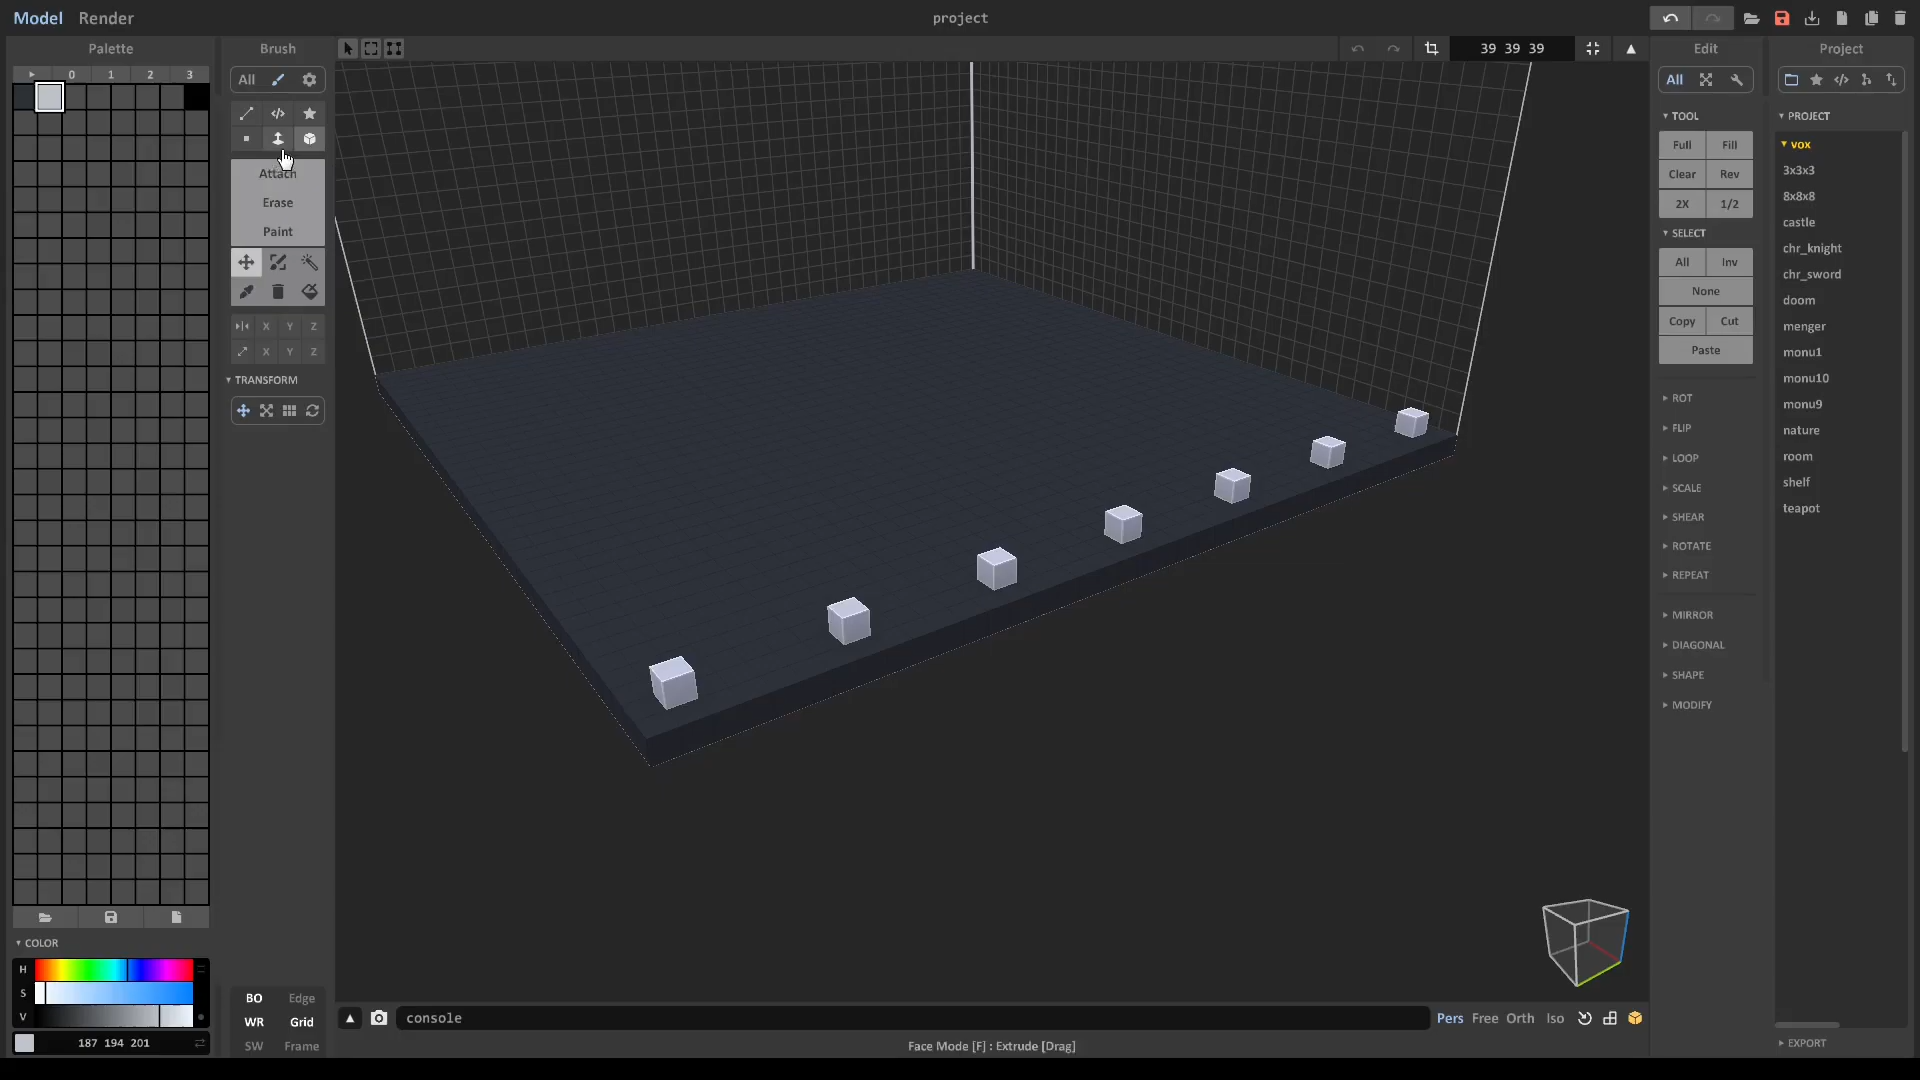 Model Render
project
Palette
0 1 2 3
COLOR
H
S
V
187 194 201
Brush
All
Attach
Erase
Paint
X Y Z
X Y Z
TRANSFORM
BO Edge
WR Grid
SW Frame
39 39 39
console
Pers Free Orth Iso
Face Mode [F] : Extrude [Drag]
Edit
All
TOOL
Full Fill
Clear Rev
2X 1/2
SELECT
All Inv
None
Copy Cut
Paste
ROT
FLIP
LOOP
SCALE
SHEAR
ROTATE
REPEAT
MIRROR
DIAGONAL
SHAPE
MODIFY
Project
PROJECT
vox
3x3x3
8x8x8
castle
chr_knight
chr_sword
doom
menger
monu1
monu10
monu9
nature
room
shelf
teapot
EXPORT